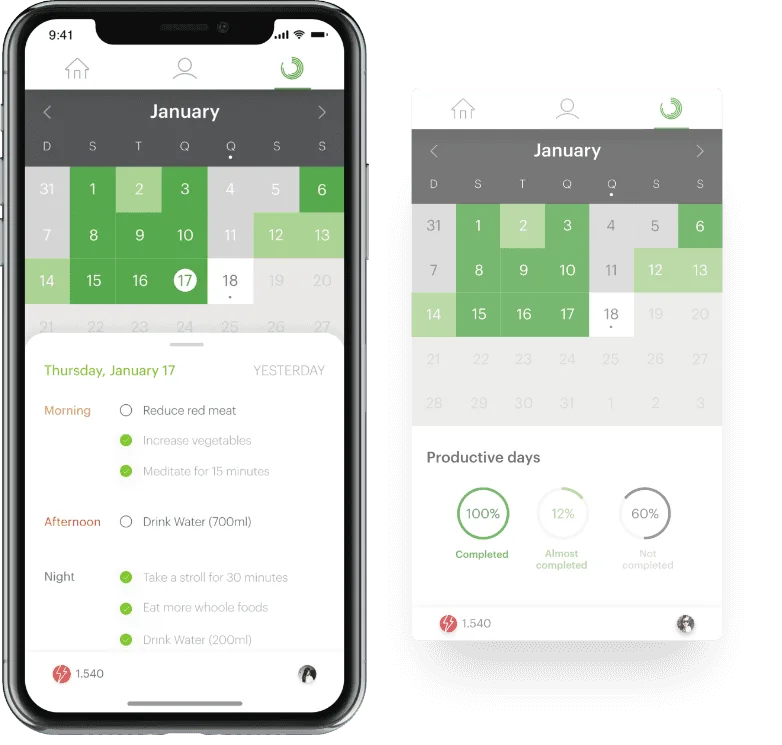 9:41
January
D S T Q Q S S
31 1 2 3 4 5 6
7 8 9 10 11 12 13
14 15 16 17 18 19 20
21 22 23 24 25 26 27
Thursday, January 17 YESTERDAY
Morning Reduce red meat
Increase vegetables
Meditate for 15 minutes
Afternoon Drink Water (700ml)
Night Take a stroll for 30 minutes
Eat more whoole foods
Drink Water (200ml)
1.540
January
D S T Q Q S S
31 1 2 3 4 5 6
7 8 9 10 11 12 13
14 15 16 17 18 19 20
21 22 23 24 25 26 27
28 29 30 31 1 2 3
Productive days
100% 12% 60%
Completed Almost Not
completed completed
1.540